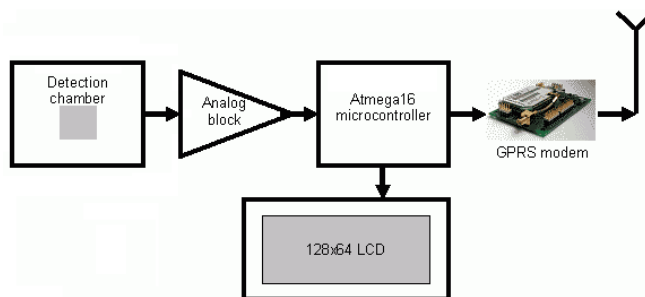 Detection
chamber
Analog
block
Atmega16
microcontroller
GPRS modem
128x64 LCD